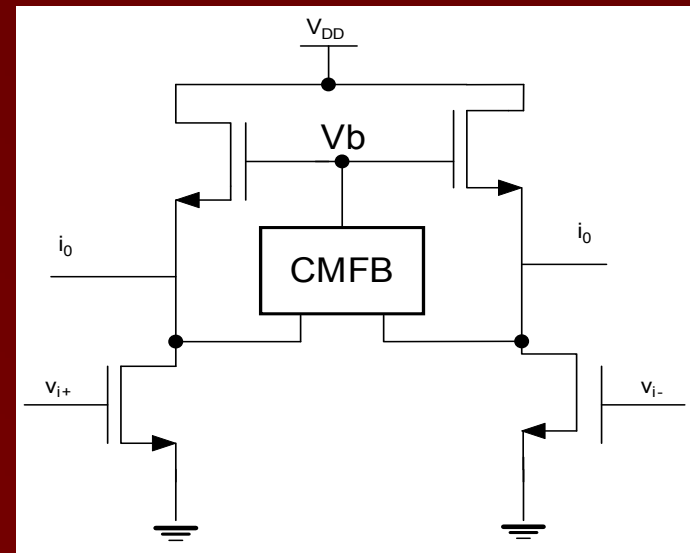 V_DD
Vb
i_0
i_0
CMFB
v_i+
v_i-